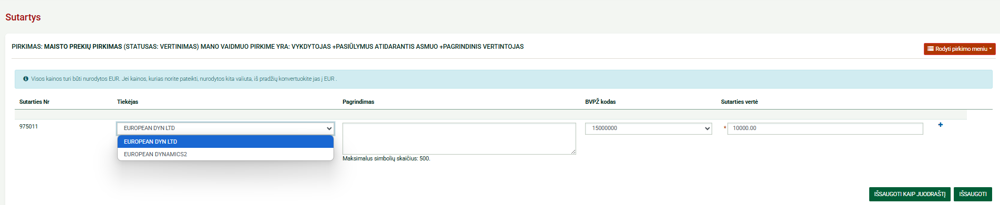 Sutartys
PIRKIMAS: MAISTO PREKIŲ PIRKIMAS (STATUSAS: VERTINIMAS) MANO VAIDMUO PIRKIME YRA: VYKDYTOJAS +PASIŪLYMUS ATIDARANTIS ASMUO +PAGRINDINIS VERTINTOJAS
Rodyti pirkimo meniu
Visos kainos turi būti nurodytos EUR. Jei kainos, kurias norite pateikti, nurodytos kita valiuta, iš pradžių konvertuokite jas į EUR .
Sutarties Nr Tiekėjas Pagrindimas BVPŽ kodas Sutarties vertė
975011 EUROPEAN DYN LTD 15000000 * 10000.00 +
EUROPEAN DYN LTD
EUROPEAN DYNAMICS2
Maksimalus simbolių skaičius: 500.
IŠSAUGOTI KAIP JUODRAŠTĮ IŠSAUGOTI